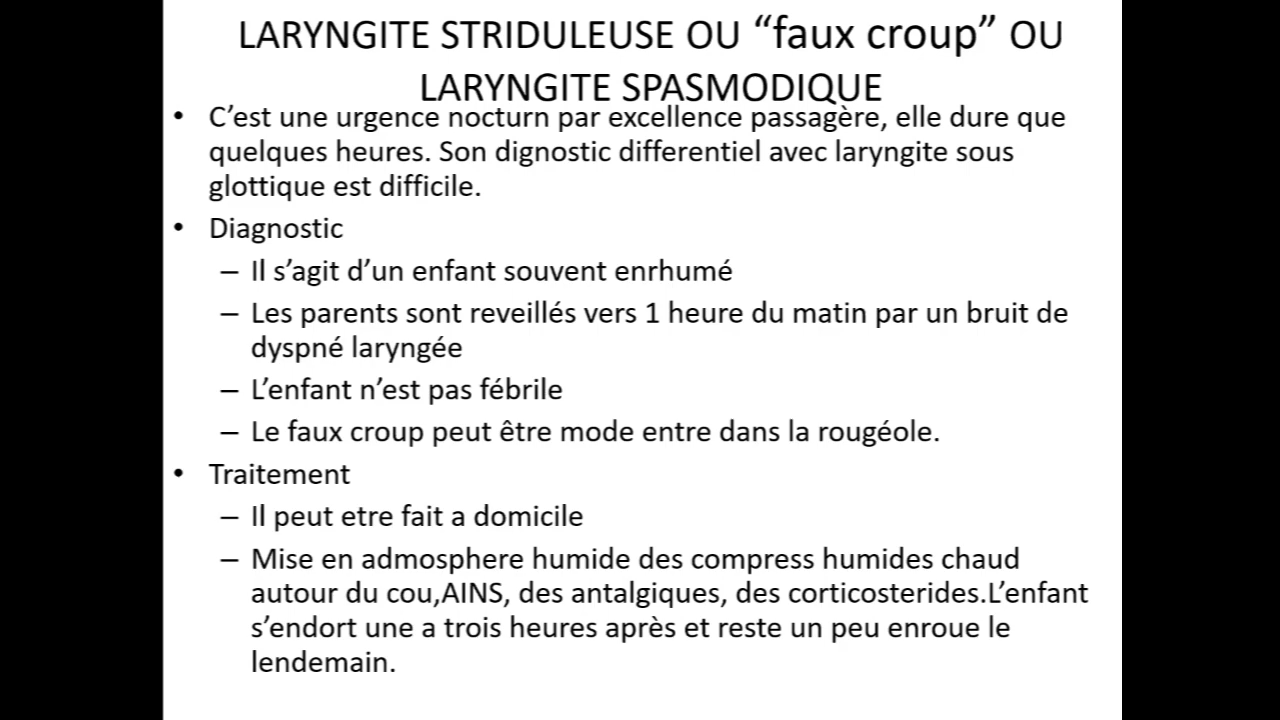 LARYNGITE STRIDULEUSE OU “faux croup” OU
LARYNGITE SPASMODIQUE
• C’est une urgence nocturn par excellence passagère, elle dure que
quelques heures. Son dignostic differentiel avec laryngite sous
glottique est difficile.
• Diagnostic
– Il s’agit d’un enfant souvent enrhumé
– Les parents sont reveillés vers 1 heure du matin par un bruit de
dyspné laryngée
– L’enfant n’est pas fébrile
– Le faux croup peut être mode entre dans la rougéole.
• Traitement
– Il peut etre fait a domicile
– Mise en admosphere humide des compress humides chaud
autour du cou,AINS, des antalgiques, des corticosterides.L’enfant
s’endort une a trois heures après et reste un peu enroue le
lendemain.